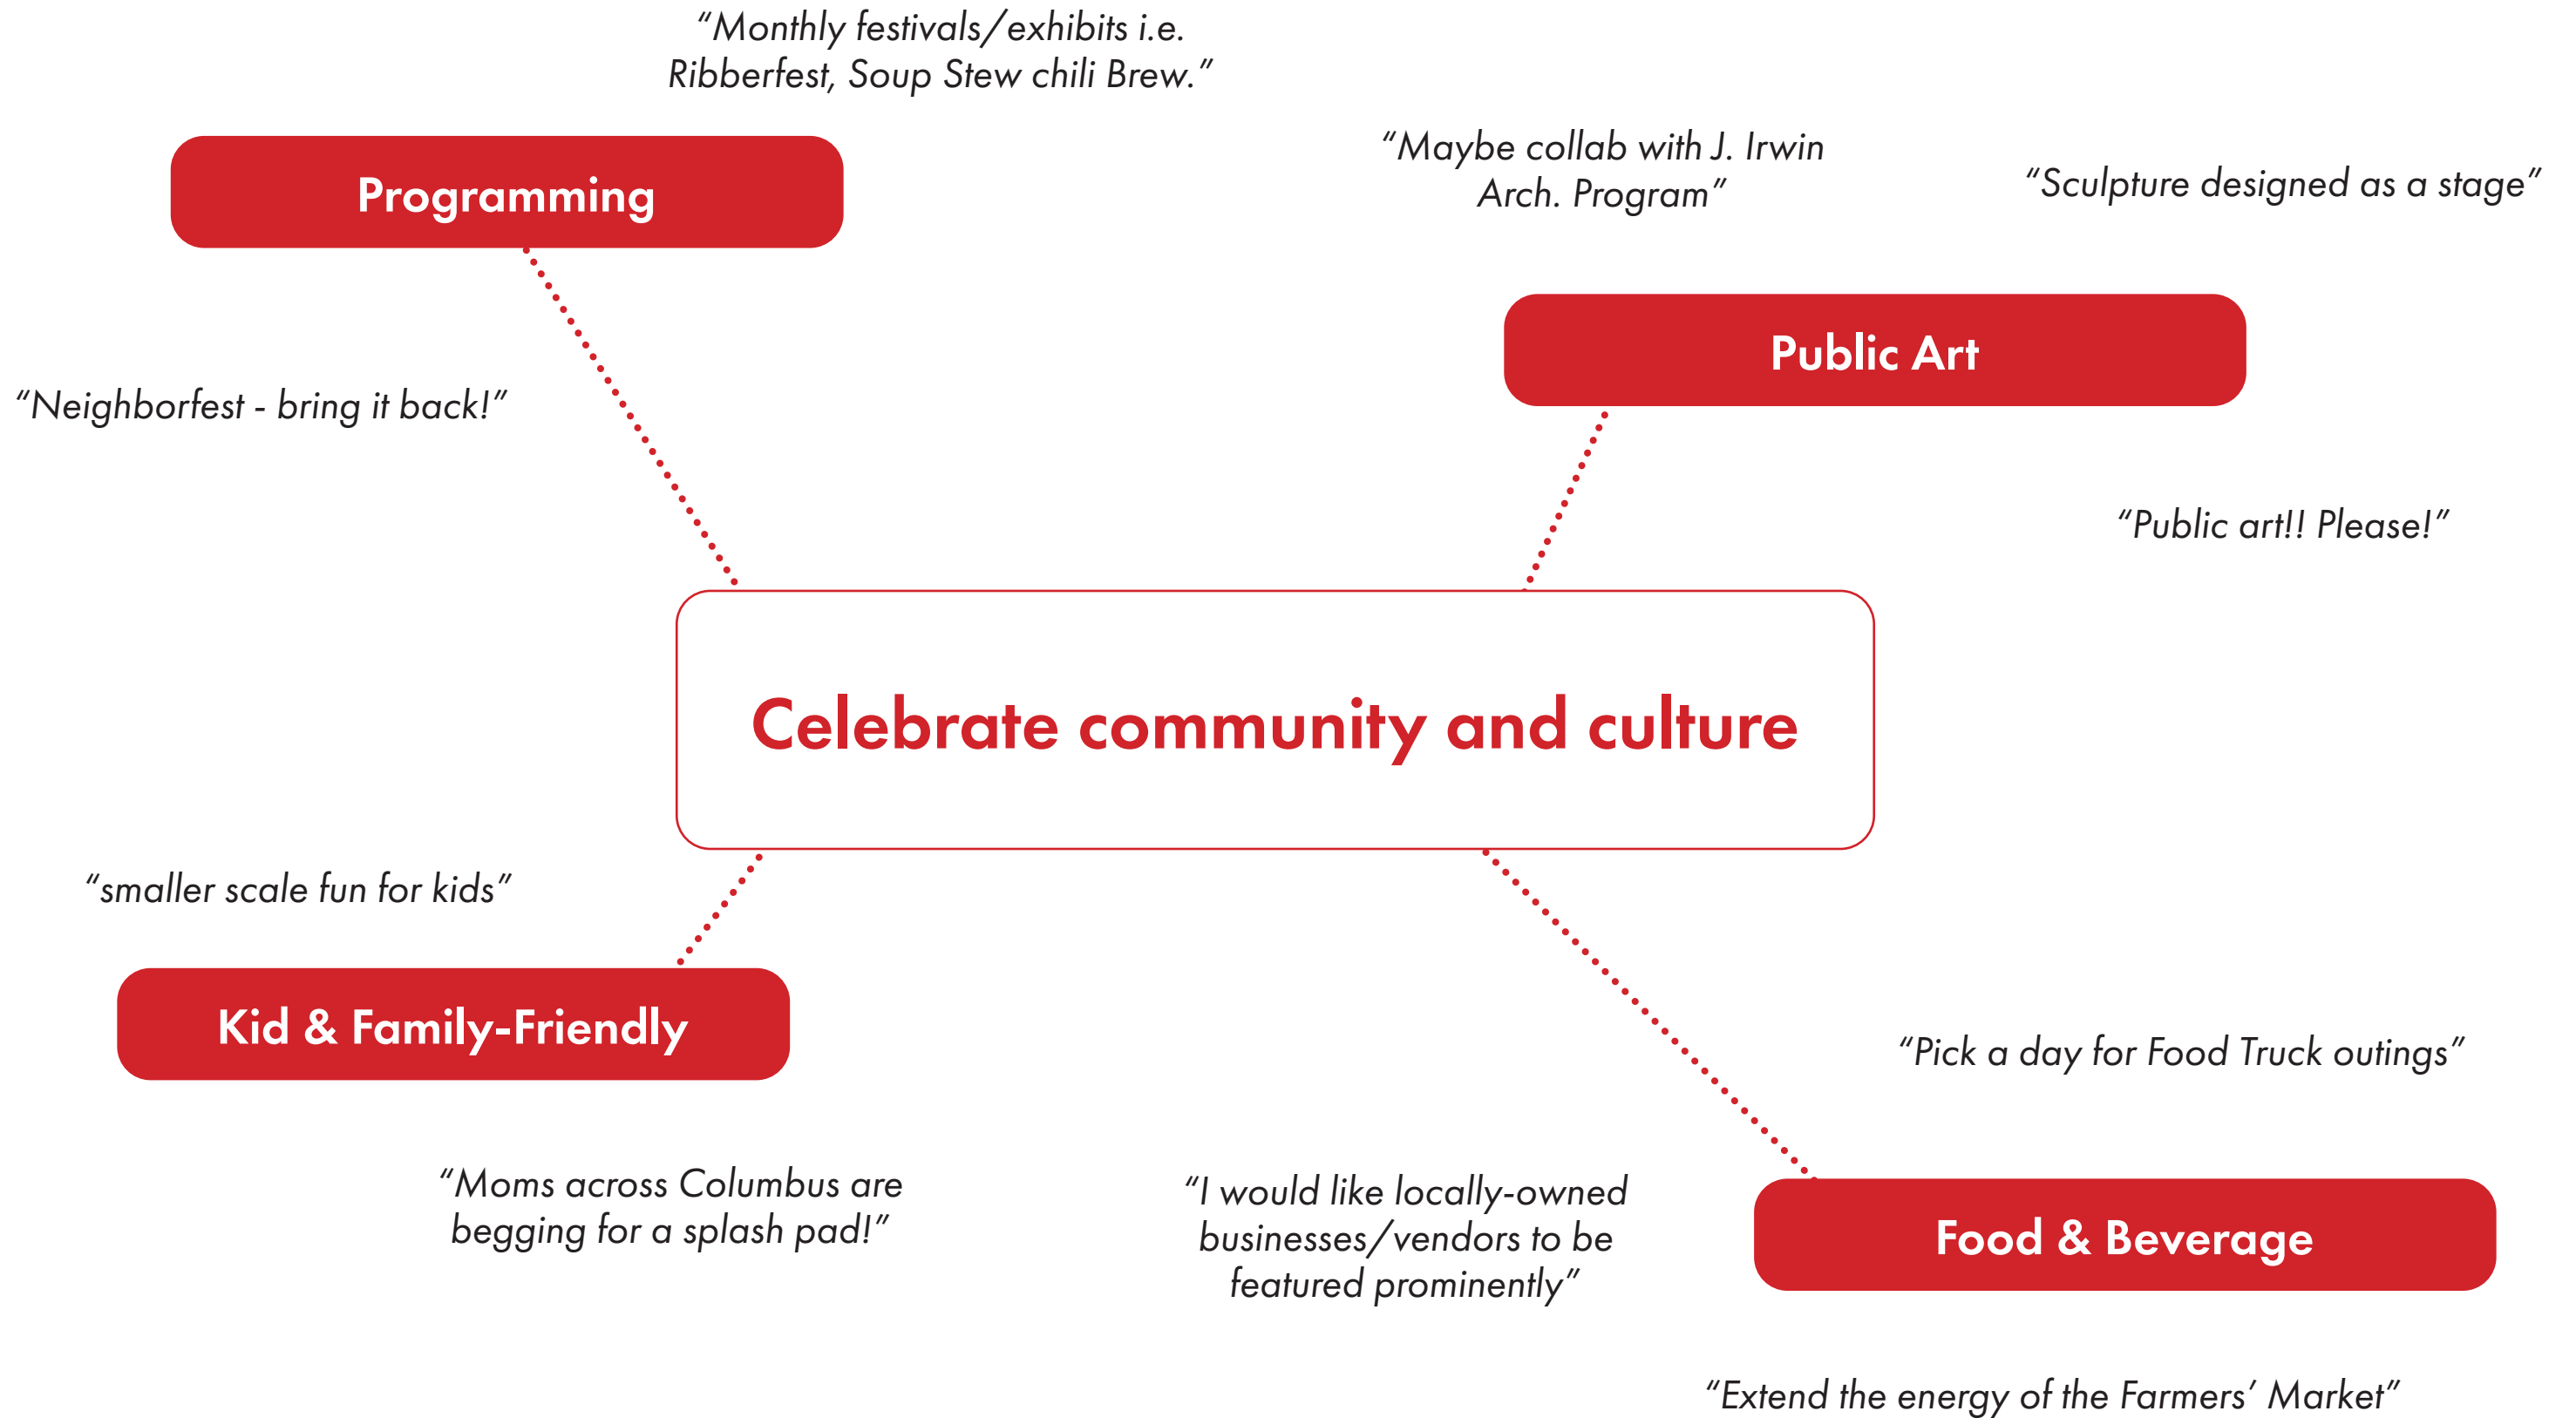 “Monthly festivals/exhibits i.e.
Ribberfest, Soup Stew chili Brew.”
Programming
“Neighborfest - bring it back!”
“Maybe collab with J. Irwin
Arch. Program”
“Sculpture designed as a stage”
Public Art
“Public art!! Please!”
Celebrate community and culture
“smaller scale fun for kids”
Kid & Family-Friendly
“Moms across Columbus are
begging for a splash pad!”
“Pick a day for Food Truck outings”
“I would like locally-owned
businesses/vendors to be
featured prominently”
Food & Beverage
“Extend the energy of the Farmers’ Market”